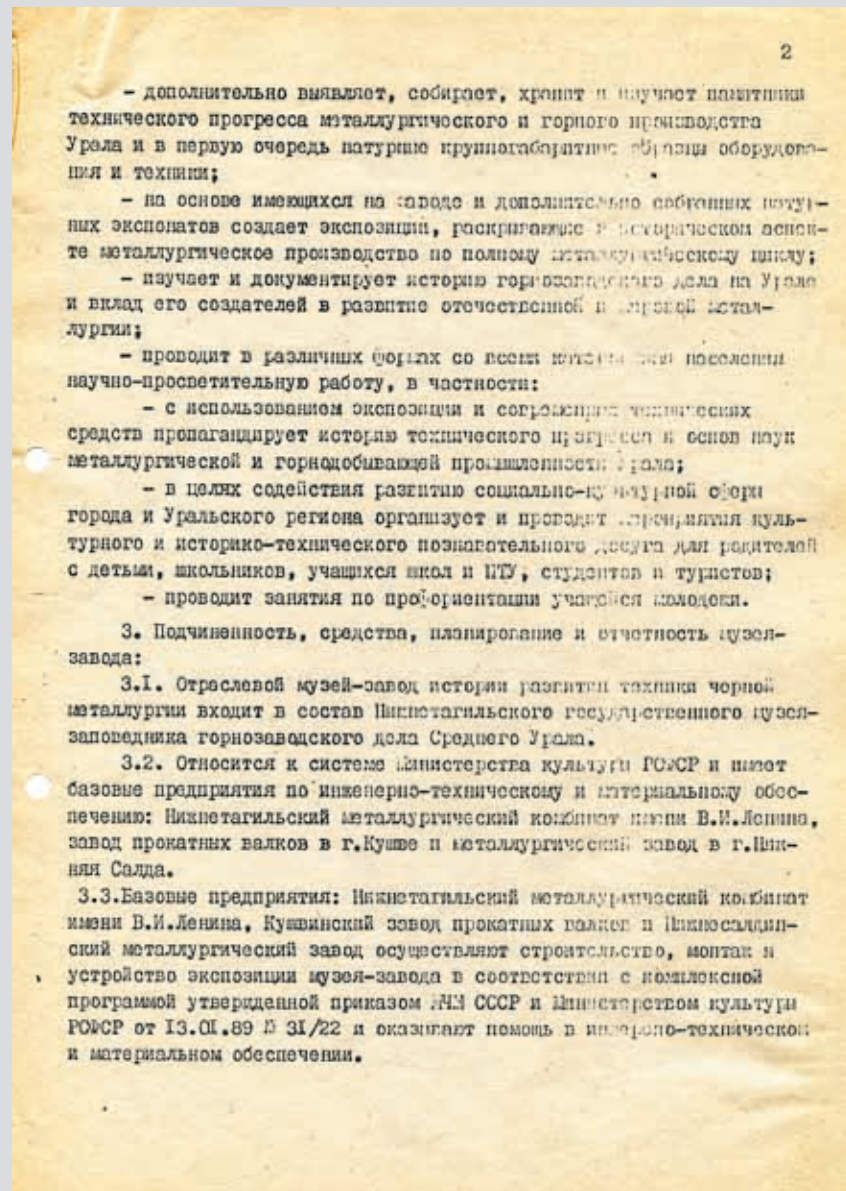 2
- дополнительно выявляет, собирает, хранит и изучает памятники
технического прогресса металлургического и горного производства
Урала и в первую очередь натурные крупногабаритные образцы оборудова-
ния и техники;
- на основе имеющихся на заводе и дополнительно собранных натур-
ных экспонатов создает экспозиции, раскрывающие в историческом аспек-
те металлургическое производство по полному металлургическому циклу;
- изучает и документирует историю горнозаводского дела на Урале
и вклад его создателей в развитие отечественной и мировой метал-
лургии;
- проводит в различных формах со всеми категориями населения
научно-просветительную работу, в частности:
- с использованием экспозиции и современных технических
средств пропагандирует историю технического прогресса и основ наук
металлургической и горнодобывающей промышленности Урала;
- в целях содействия развитию социально-культурной сферы
города и Уральского региона организует и проводит мероприятия куль-
турного и историко-технического познавательного досуга для родителей
с детьми, школьников, учащихся школ и ПТУ, студентов и туристов;
- проводит занятия по профориентации учащейся молодежи.
3. Подчиненность, средства, планирование и отчетность музея-
завода:
3.1. Отраслевой музей-завод истории развития техники черной
металлургии входит в состав Нижнетагильского государственного музея-
заповедника горнозаводского дела Среднего Урала.
3.2. Относится к системе Министерства культуры РСФСР и имеет
базовые предприятия по инженерно-техническому и материальному обес-
печению: Нижнетагильский металлургический комбинат имени В.И.Ленина,
завод прокатных валков в г.Кушве и металлургический завод в г.Ниж-
няя Салда.
3.3.Базовые предприятия: Нижнетагильский металлургический комбинат
имени В.И.Ленина, Кушвинский завод прокатных валков и Нижнесалдин-
ский металлургический завод осуществляют строительство, монтаж и
устройство экспозиции музея-завода в соответствии с комплексной
программой утвержденной приказом МЧМ СССР и Министерством культуры
РСФСР от 13.01.89 № 31/22 и оказывают помощь в инженерно-техническом
и материальном обеспечении.